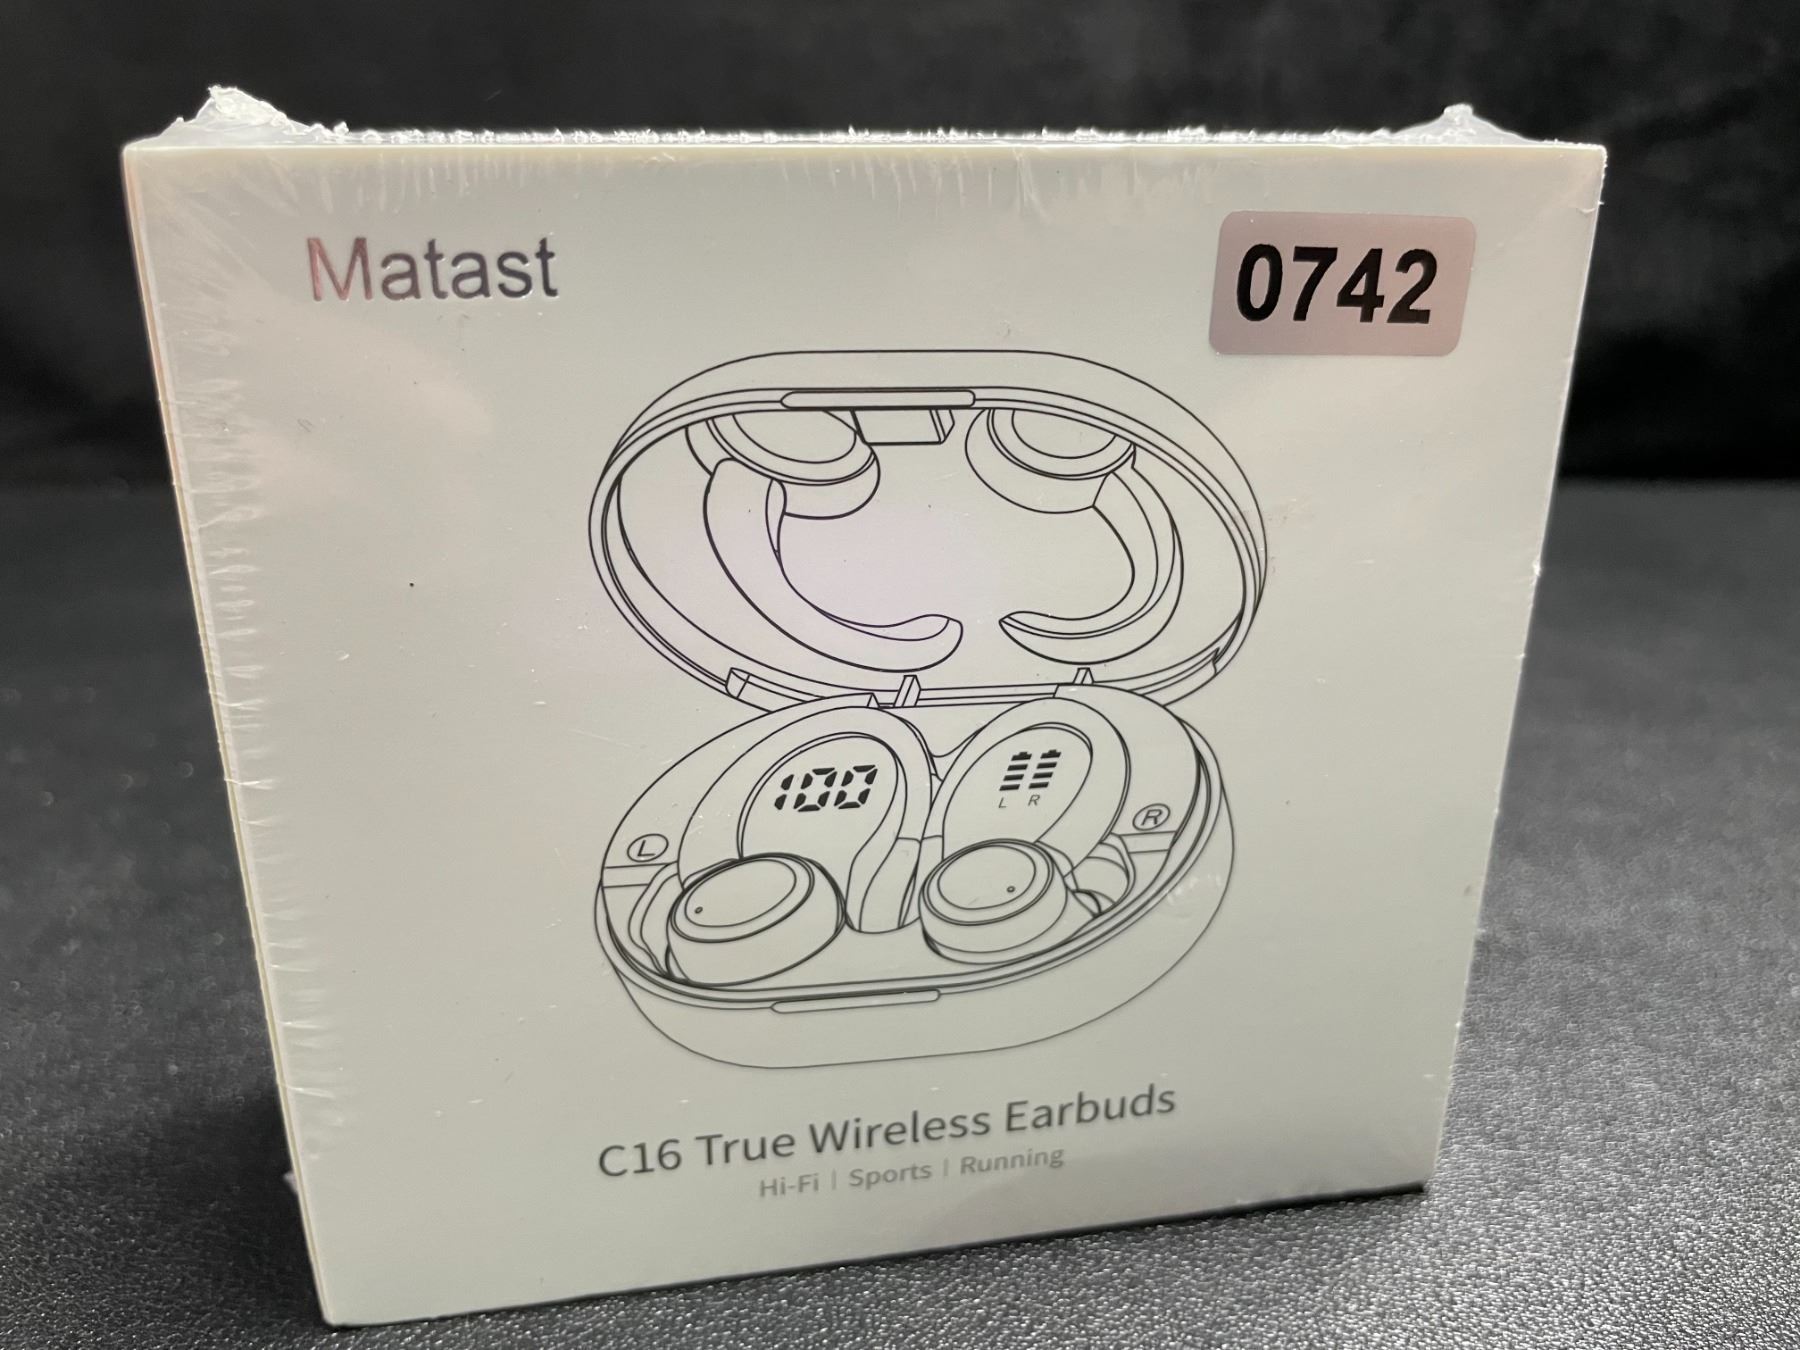 Matast
0742
100
L R
L
R
C16 True Wireless Earbuds
Hi-Fi | Sports | Running